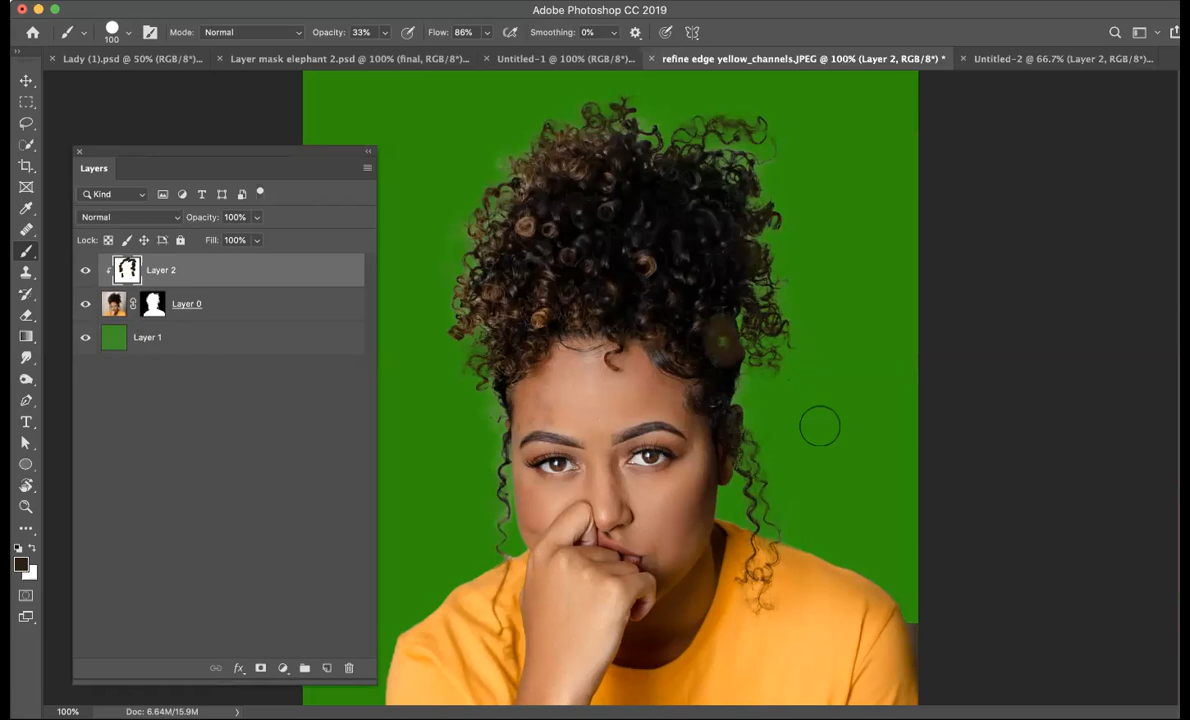 Adobe Photoshop CC 2019
100 Mode: Normal Opacity: 33% Flow: 86% Smoothing: 0%
Lady (1).psd @ 50% (RGB/8*)... Layer mask elephant 2.psd @ 100% (final, RGB/8*)... Untitled-1 @ 100% (RGB/8*)... refine edge yellow_channels.JPEG @ 100% (Layer 2, RGB/8*) * Untitled-2 @ 66.7% (Layer 2, RGB/8*)...
Layers
Kind
Normal Opacity: 100%
Lock: Fill: 100%
Layer 2
Layer 0
Layer 1
100% Doc: 6.64M/15.9M